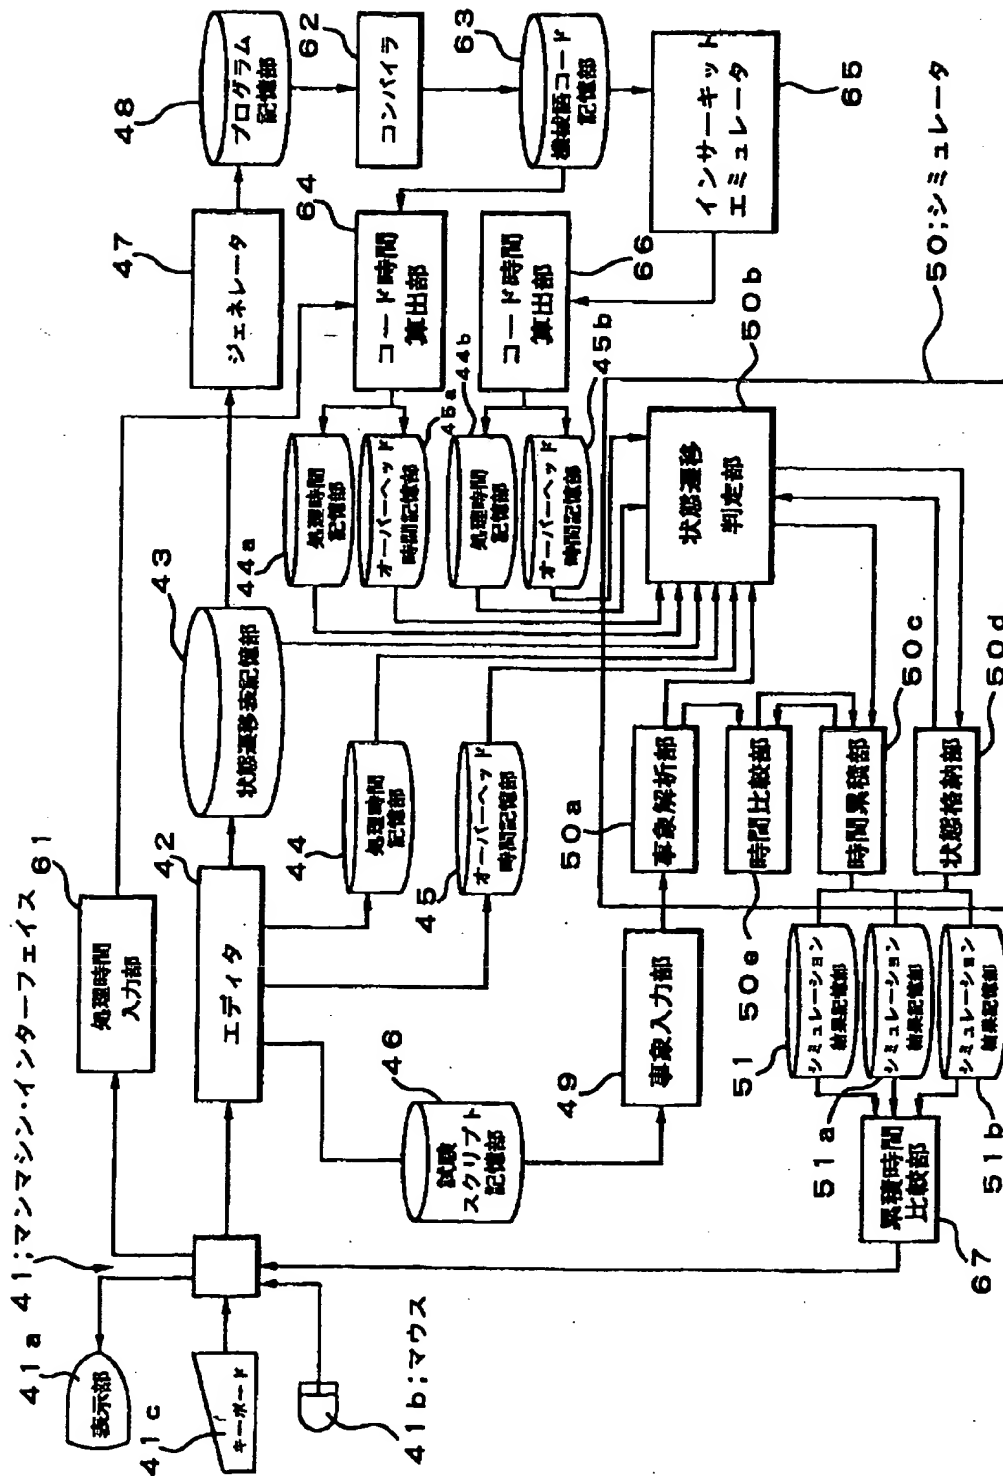 41a
41;マンマシン・インターフェイス
表示部
41c
キーボード
41b;マウス
61
処理時間
入力部
42
エディタ
43
状態遷移表記憶部
47
ジェネレータ
48
プログラム
記憶部
62
コンパイラ
63
機械語コード
記憶部
65
インサーキット
エミュレータ
64
コード時間
算出部
66
コード時間
算出部
44a
処理時間
記憶部
45a
オーバーヘッド
時間記憶部
44b
処理時間
記憶部
45b
オーバーヘッド
時間記憶部
44
処理時間
記憶部
45
オーバーヘッド
時間記憶部
46
試験
スクリプト
記憶部
49
事象入力部
50;シミュレータ
50a
事象解析部
50b
状態遷移
判定部
50e
時間比較部
50c
時間累積部
50d
状態格納部
51
シミュレーション
結果記憶部
51a
シミュレーション
結果記憶部
51b
シミュレーション
結果記憶部
67
累積時間
比較部